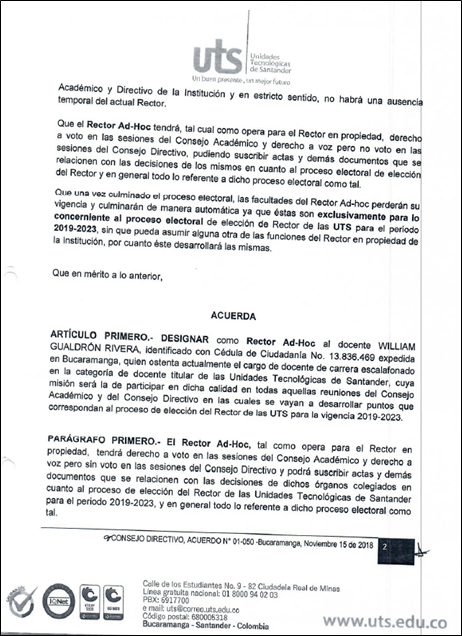 uts
Unidades
Tecnológicas
de Santander
Un buen presente, un mejor futuro
Académico y Directivo de la Institución y en estricto sentido, no habrá una ausencia
temporal del actual Rector.
Que el Rector Ad-Hoc tendrá, tal cual como opera para el Rector en propiedad, derecho
a voto en las sesiones del Consejo Académico y derecho a voz pero no voto en las
sesiones del Consejo Directivo, pudiendo suscribir actas y demás documentos que se
relacionen con las decisiones de los mismos en cuanto al proceso electoral de elección
del Rector y en general todo lo referente a dicho proceso electoral como tal.
Que una vez culminado el proceso electoral, las facultades del Rector Ad-hoc perderán su
vigencia y culminarán de manera automática ya que éstas son exclusivamente para lo
concerniente al proceso electoral de elección de Rector de las UTS para el periodo
2019-2023, sin que pueda asumir alguna otra de las funciones del Rector en propiedad de
la Institución, por cuanto éste desarrollará las mismas.
Que en mérito a lo anterior,
ACUERDA
ARTÍCULO PRIMERO.- DESIGNAR como Rector Ad-Hoc al docente WILLIAM
GUALDRÓN RIVERA, identificado con Cédula de Ciudadanía No. 13.836.469 expedida
en Bucaramanga, quien ostenta actualmente el cargo de docente de carrera escalafonado
en la categoría de docente titular de las Unidades Tecnológicas de Santander, cuya
misión será la de participar en dicha calidad en todas aquellas reuniones del Consejo
Académico y del Consejo Directivo en las cuales se vayan a desarrollar puntos que
correspondan al proceso de elección del Rector de las UTS para la vigencia 2019-2023.
PARÁGRAFO PRIMERO.- El Rector Ad-Hoc, tal como opera para el Rector en
propiedad, tendrá derecho a voto en las sesiones del Consejo Académico y derecho a
voz pero sin voto en las sesiones del Consejo Directivo y podrá suscribir actas y demás
documentos que se relacionen con las decisiones de dichos órganos colegiados en
cuanto al proceso de elección del Rector de las Unidades Tecnológicas de Santander
para el periodo 2019-2023, y en general todo lo referente a dicho proceso electoral como
tal.
CONSEJO DIRECTIVO, ACUERDO N° 01-050 -Bucaramanga, Noviembre 15 de 2018 2
IQNet
Calle de los Estudiantes No. 9 - 82 Ciudadela Real de Minas
Línea gratuita nacional: 01 8000 94 02 03
PBX: 6917700
e mail: uts@correo.uts.edu.co
Código postal: 680005318
Bucaramanga - Santander - Colombia
www.uts.edu.co